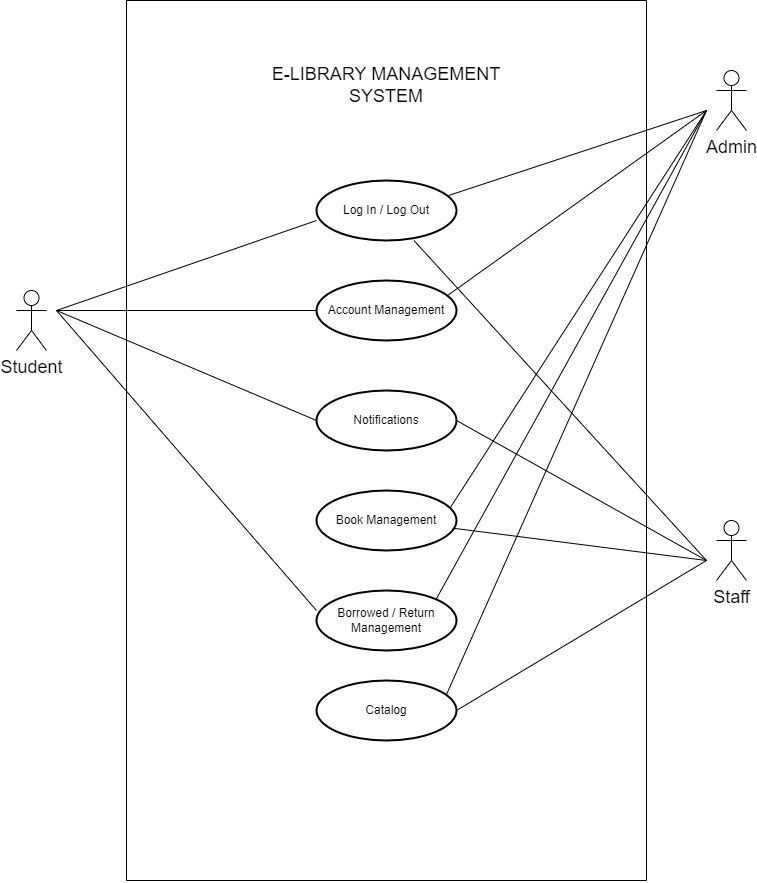 E-LIBRARY MANAGEMENT
SYSTEM
Admin
Log In / Log Out
Account Management
Student
Notifications
Book Management
Staff
Borrowed / Return
Management
Catalog